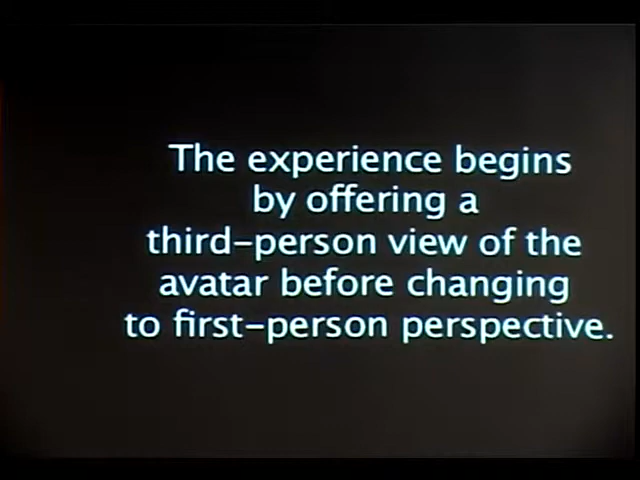 The experience begins
by offering a
third-person view of the
avatar before changing
to first-person perspective.